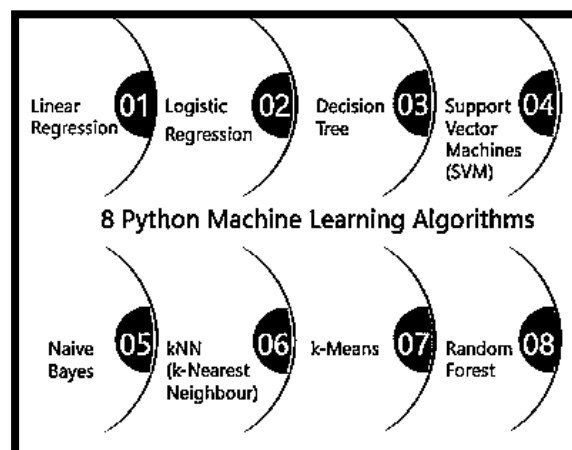 Linear
Regression
01
Logistic
Regression
02
Decision
Tree
03
Support
Vector
Machines
(SVM)
04
8 Python Machine Learning Algorithms
Naive
Bayes
05
kNN
(k-Nearest
Neighbour)
06
k-Means
07
Random
Forest
08